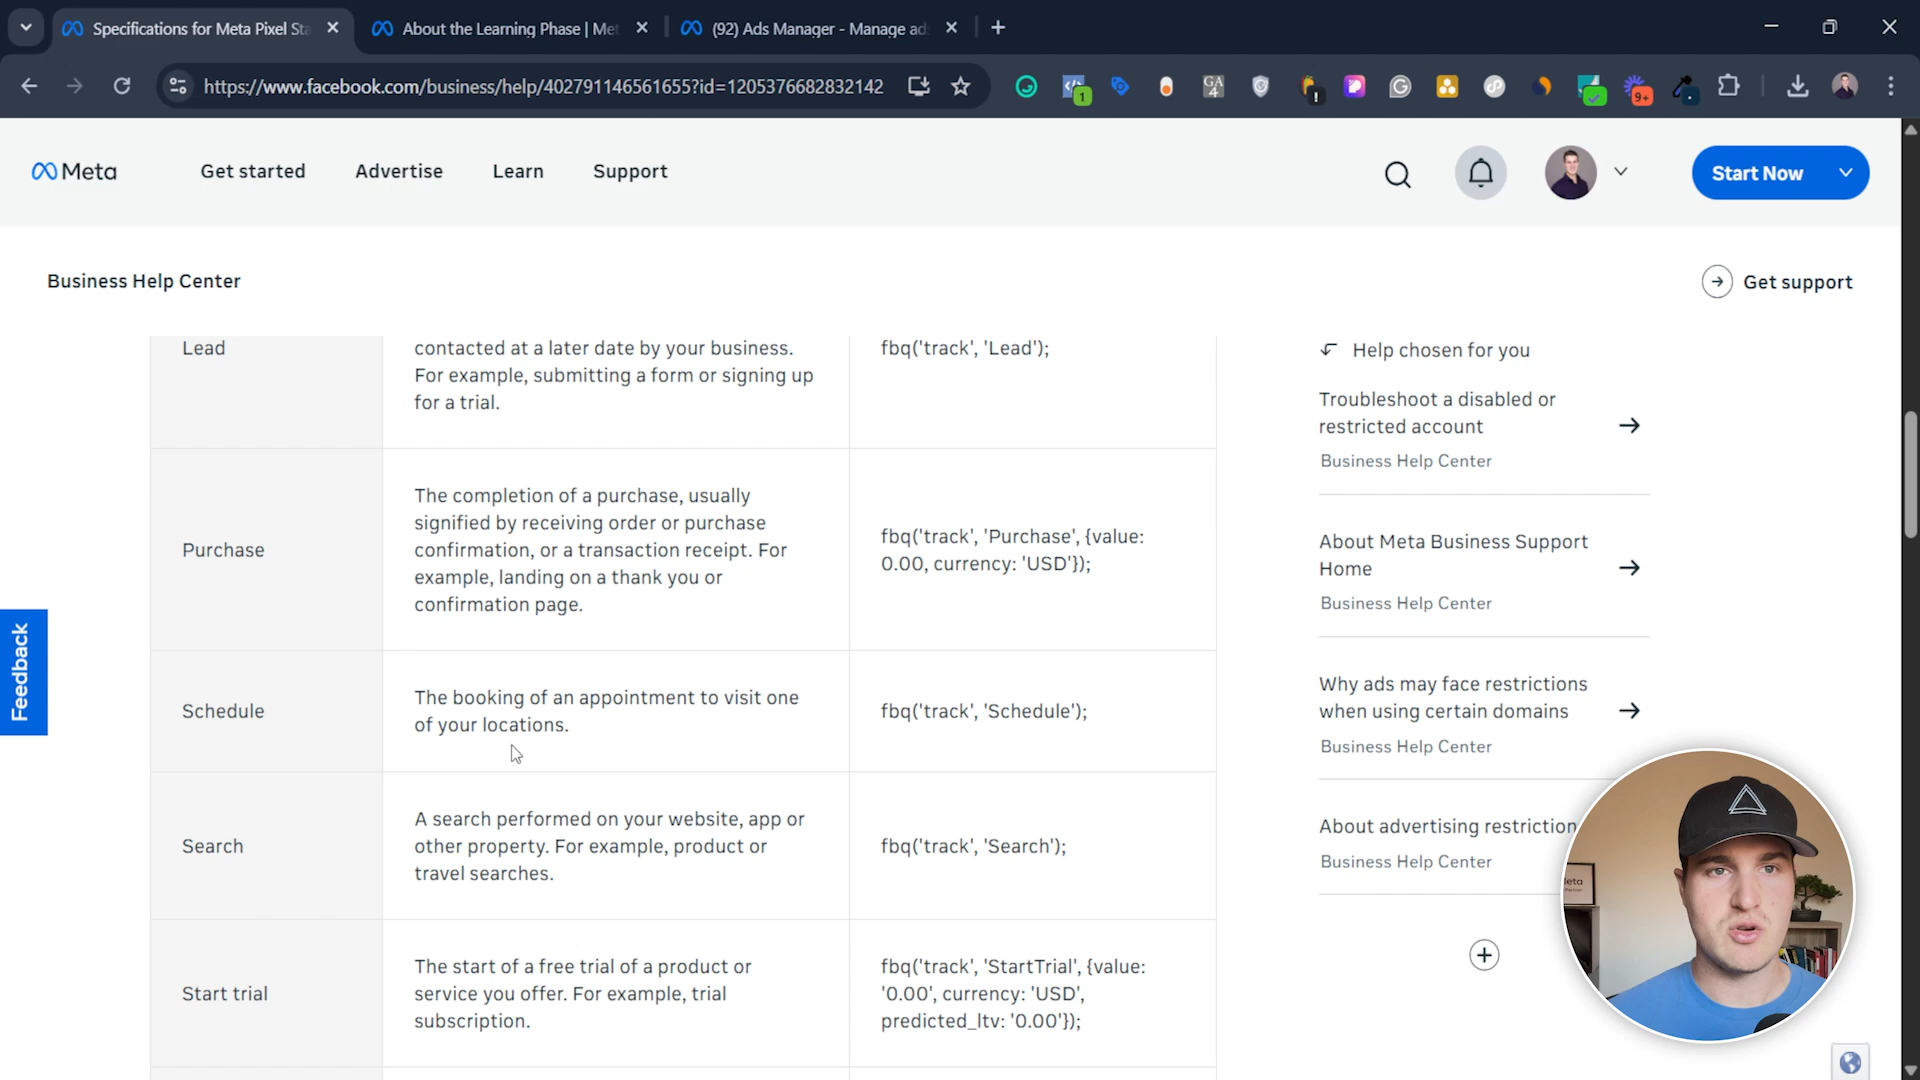 Specifications for Meta Pixel Sta
About the Learning Phase | Met
(92) Ads Manager - Manage ad
https://www.facebook.com/business/help/402791146561655?id=1205376682832142
1
GA
4
!
9+
Meta
Get started
Advertise
Learn
Support
Start Now
Business Help Center
Get support
Lead
contacted at a later date by your business.
For example, submitting a form or signing up
for a trial.
fbq('track', 'Lead');
Purchase
The completion of a purchase, usually
signified by receiving order or purchase
confirmation, or a transaction receipt. For
example, landing on a thank you or
confirmation page.
fbq('track', 'Purchase', {value:
0.00, currency: 'USD'});
Schedule
The booking of an appointment to visit one
of your locations.
fbq('track', 'Schedule');
Search
A search performed on your website, app or
other property. For example, product or
travel searches.
fbq('track', 'Search');
Start trial
The start of a free trial of a product or
service you offer. For example, trial
subscription.
fbq('track', 'StartTrial', {value:
'0.00', currency: 'USD',
predicted_ltv: '0.00'});
Help chosen for you
Troubleshoot a disabled or
restricted account
Business Help Center
About Meta Business Support
Home
Business Help Center
Why ads may face restrictions
when using certain domains
Business Help Center
About advertising restriction
Business Help Center
Feedback